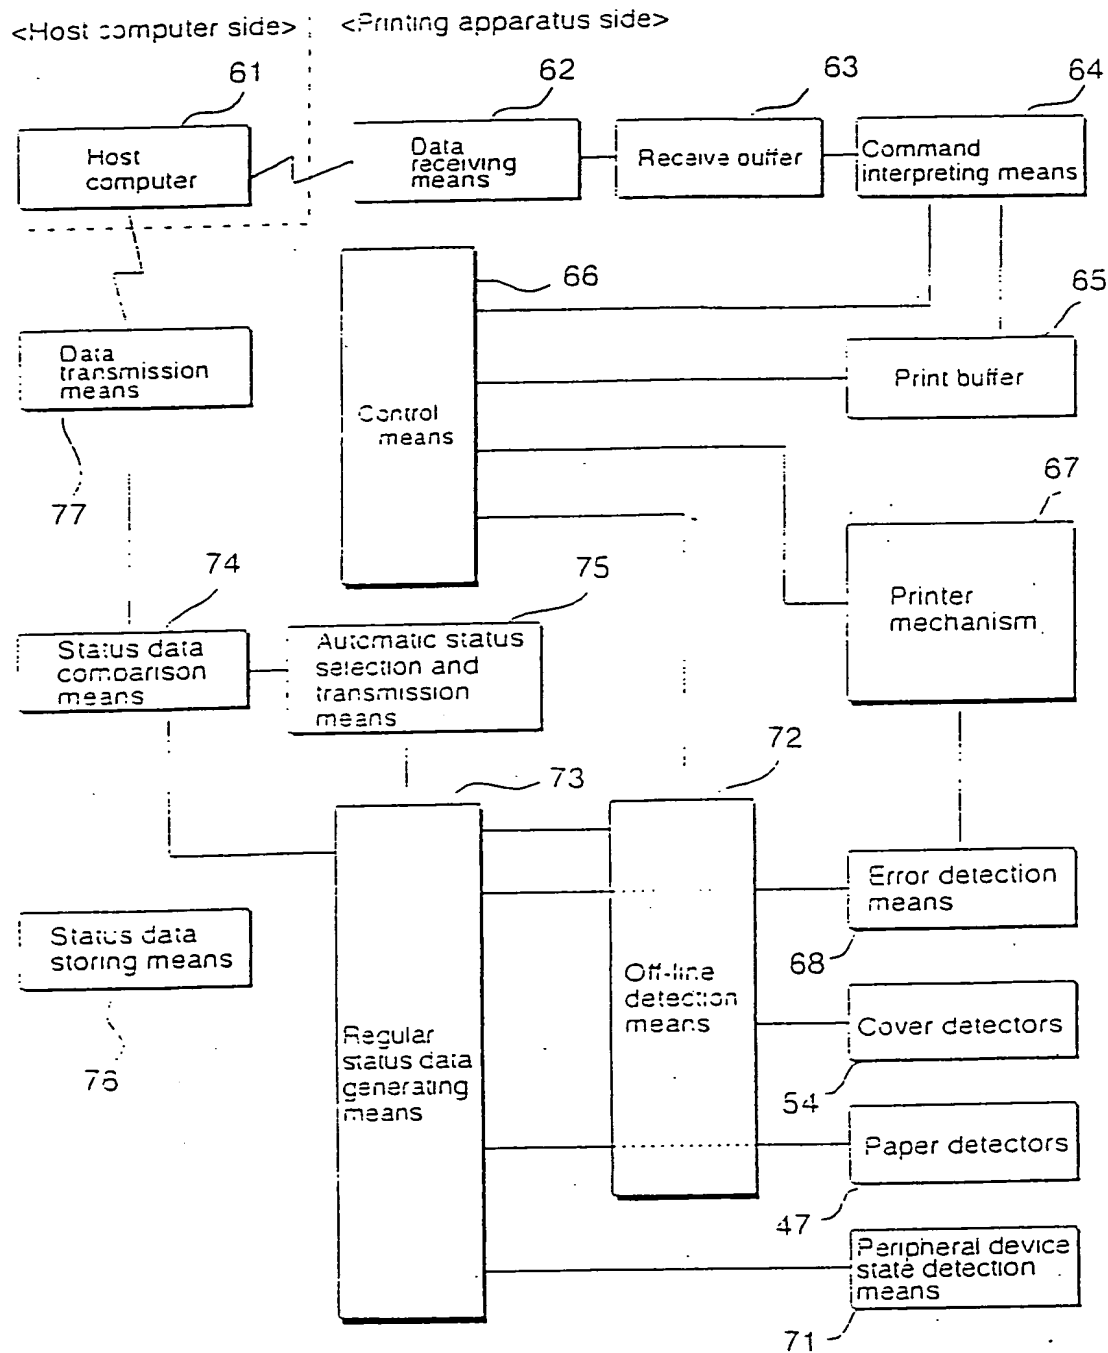 <Host computer side>
<Printing apparatus side>
61
62
63
64
Host
computer
Data
receiving
means
Receive buffer
Command
interpreting means
66
65
Data
transmission
means
Print buffer
Control
means
77
67
74
75
Printer
mechanism
Status data
comparison
means
Automatic status
selection and
transmission
means
73
72
Error detection
means
68
Status data
storing means
76
Off-line
detection
means
Cover detectors
54
Regular
status data
generating
means
Paper detectors
47
Peripheral device
state detection
means
71